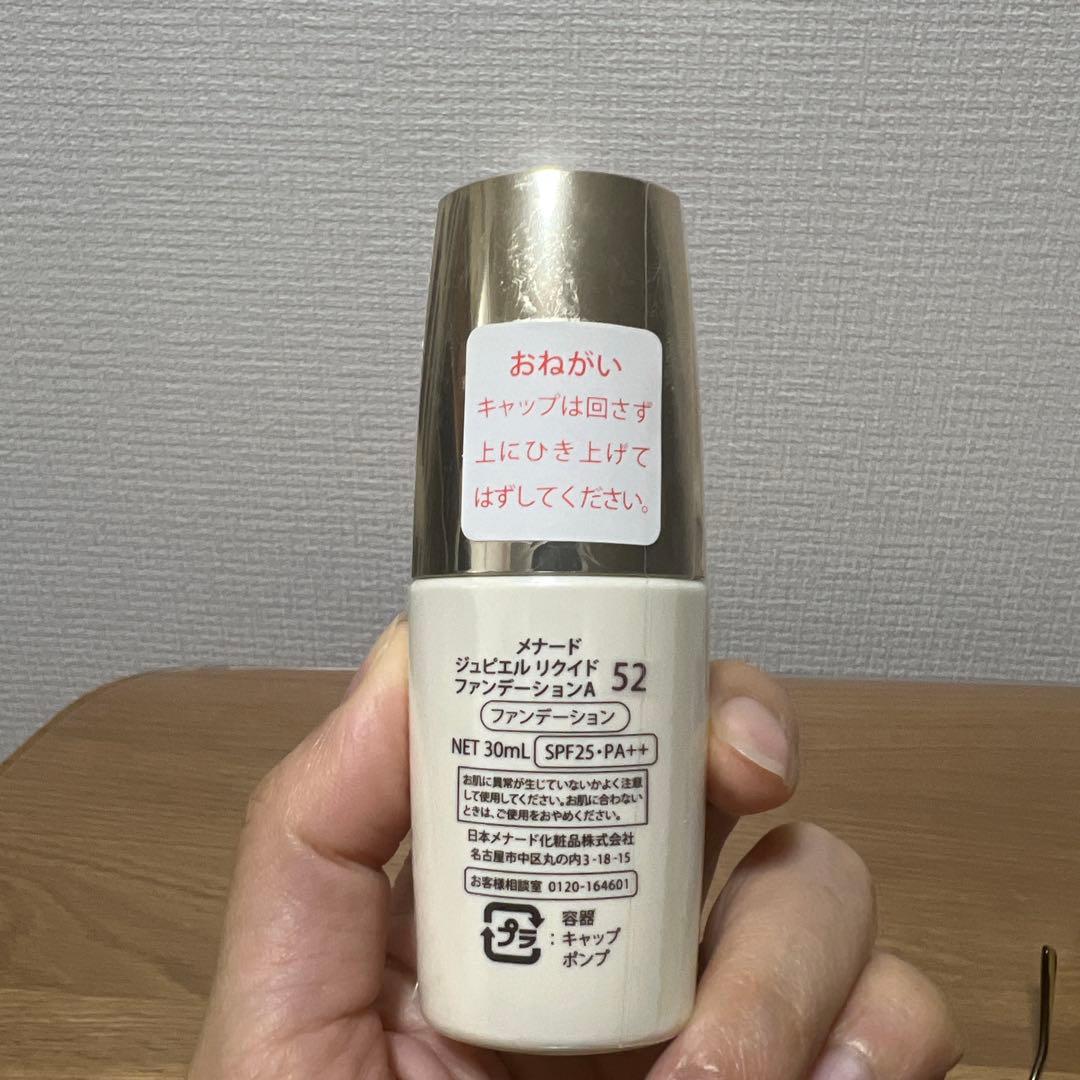 おねがい
キャップは回さず
上にひき上げて
はずしてください。
メナード
ジュピエル リクイド
ファンデーションA 52
ファンデーション
NET 30mL SPF25・PA++
お肌に異常が生じていないかよく注意
して使用してください。お肌に合わない
ときは、ご使用をおやめください。
日本メナード化粧品株式会社
名古屋市中区丸の内3-18-15
お客様相談室 0120-164601
プラ
容器
:キャップ
ポンプ